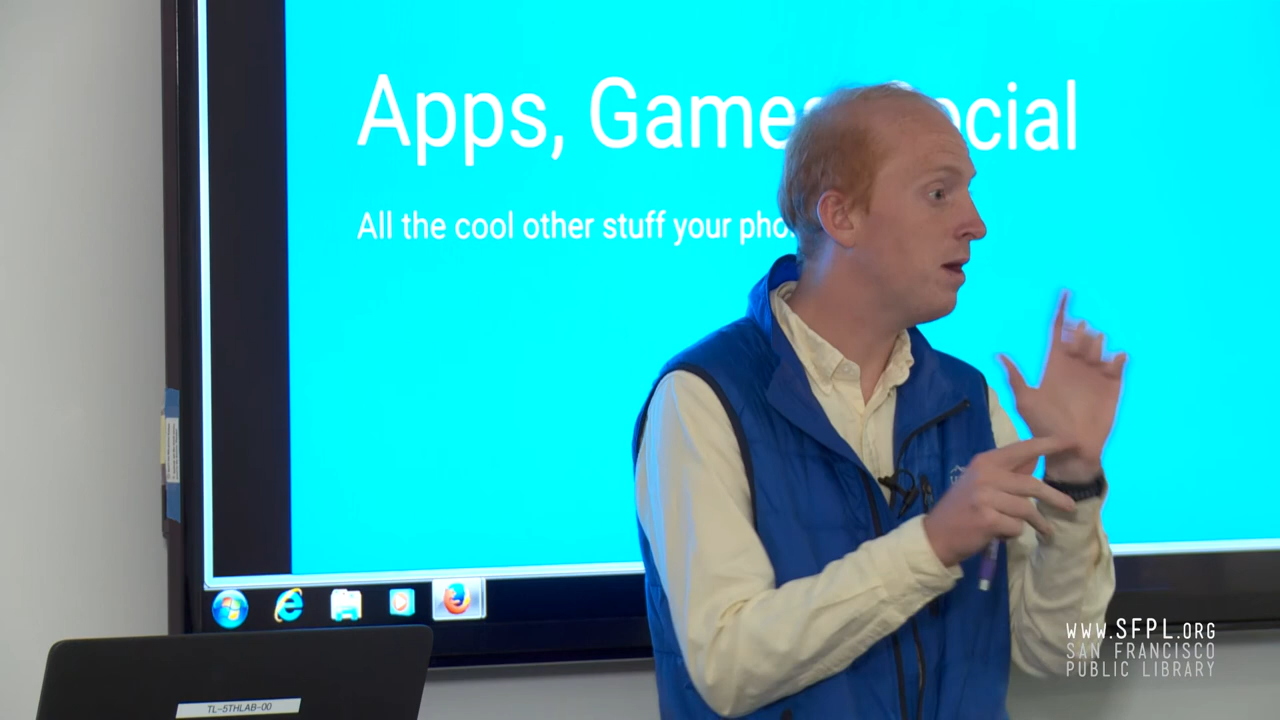 Apps, Games, Social
All the cool other stuff your pho
TL-5THLAB-00
WWW.SFPL.ORG
SAN FRANCISCO
PUBLIC LIBRARY